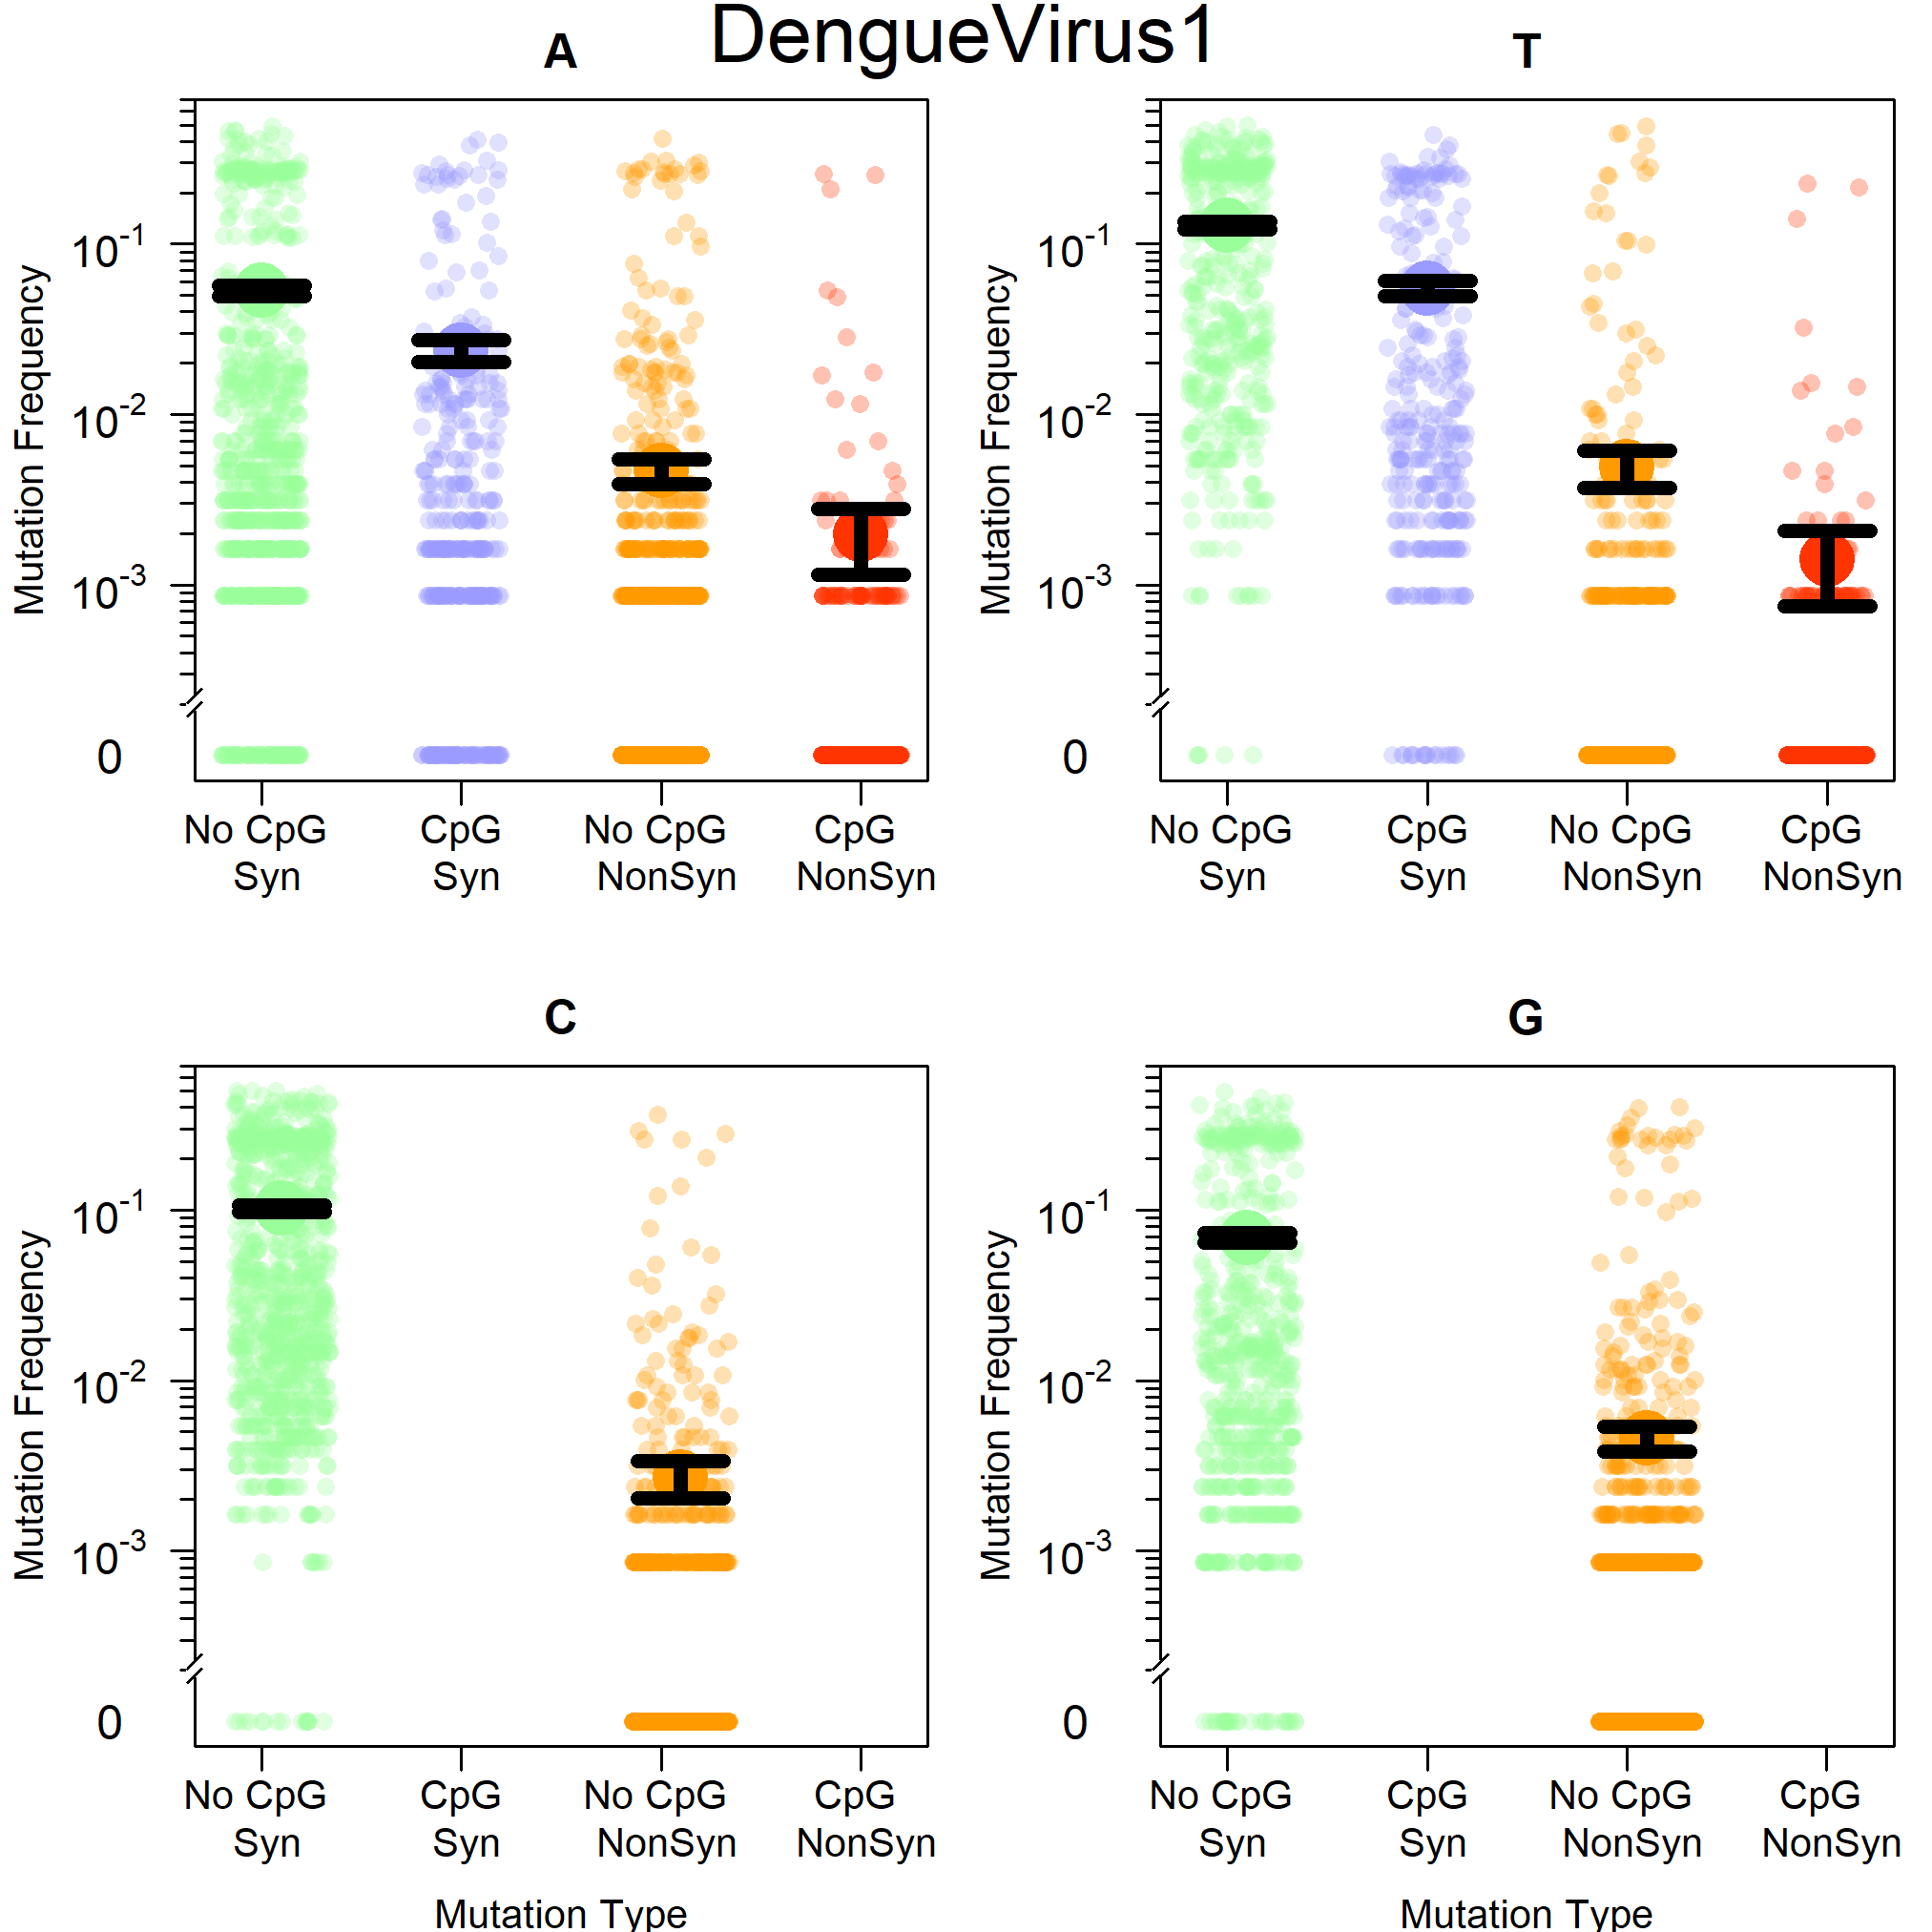 DengueVirus1
A
Mutation Frequency
10-1
10-2
10-3
0
No CpG Syn
CpG Syn
No CpG NonSyn
CpG NonSyn
T
Mutation Frequency
10-1
10-2
10-3
0
No CpG Syn
CpG Syn
No CpG NonSyn
CpG NonSyn
C
Mutation Frequency
10-1
10-2
10-3
0
No CpG Syn
CpG Syn
No CpG NonSyn
CpG NonSyn
Mutation Type
G
Mutation Frequency
10-1
10-2
10-3
0
No CpG Syn
CpG Syn
No CpG NonSyn
CpG NonSyn
Mutation Type